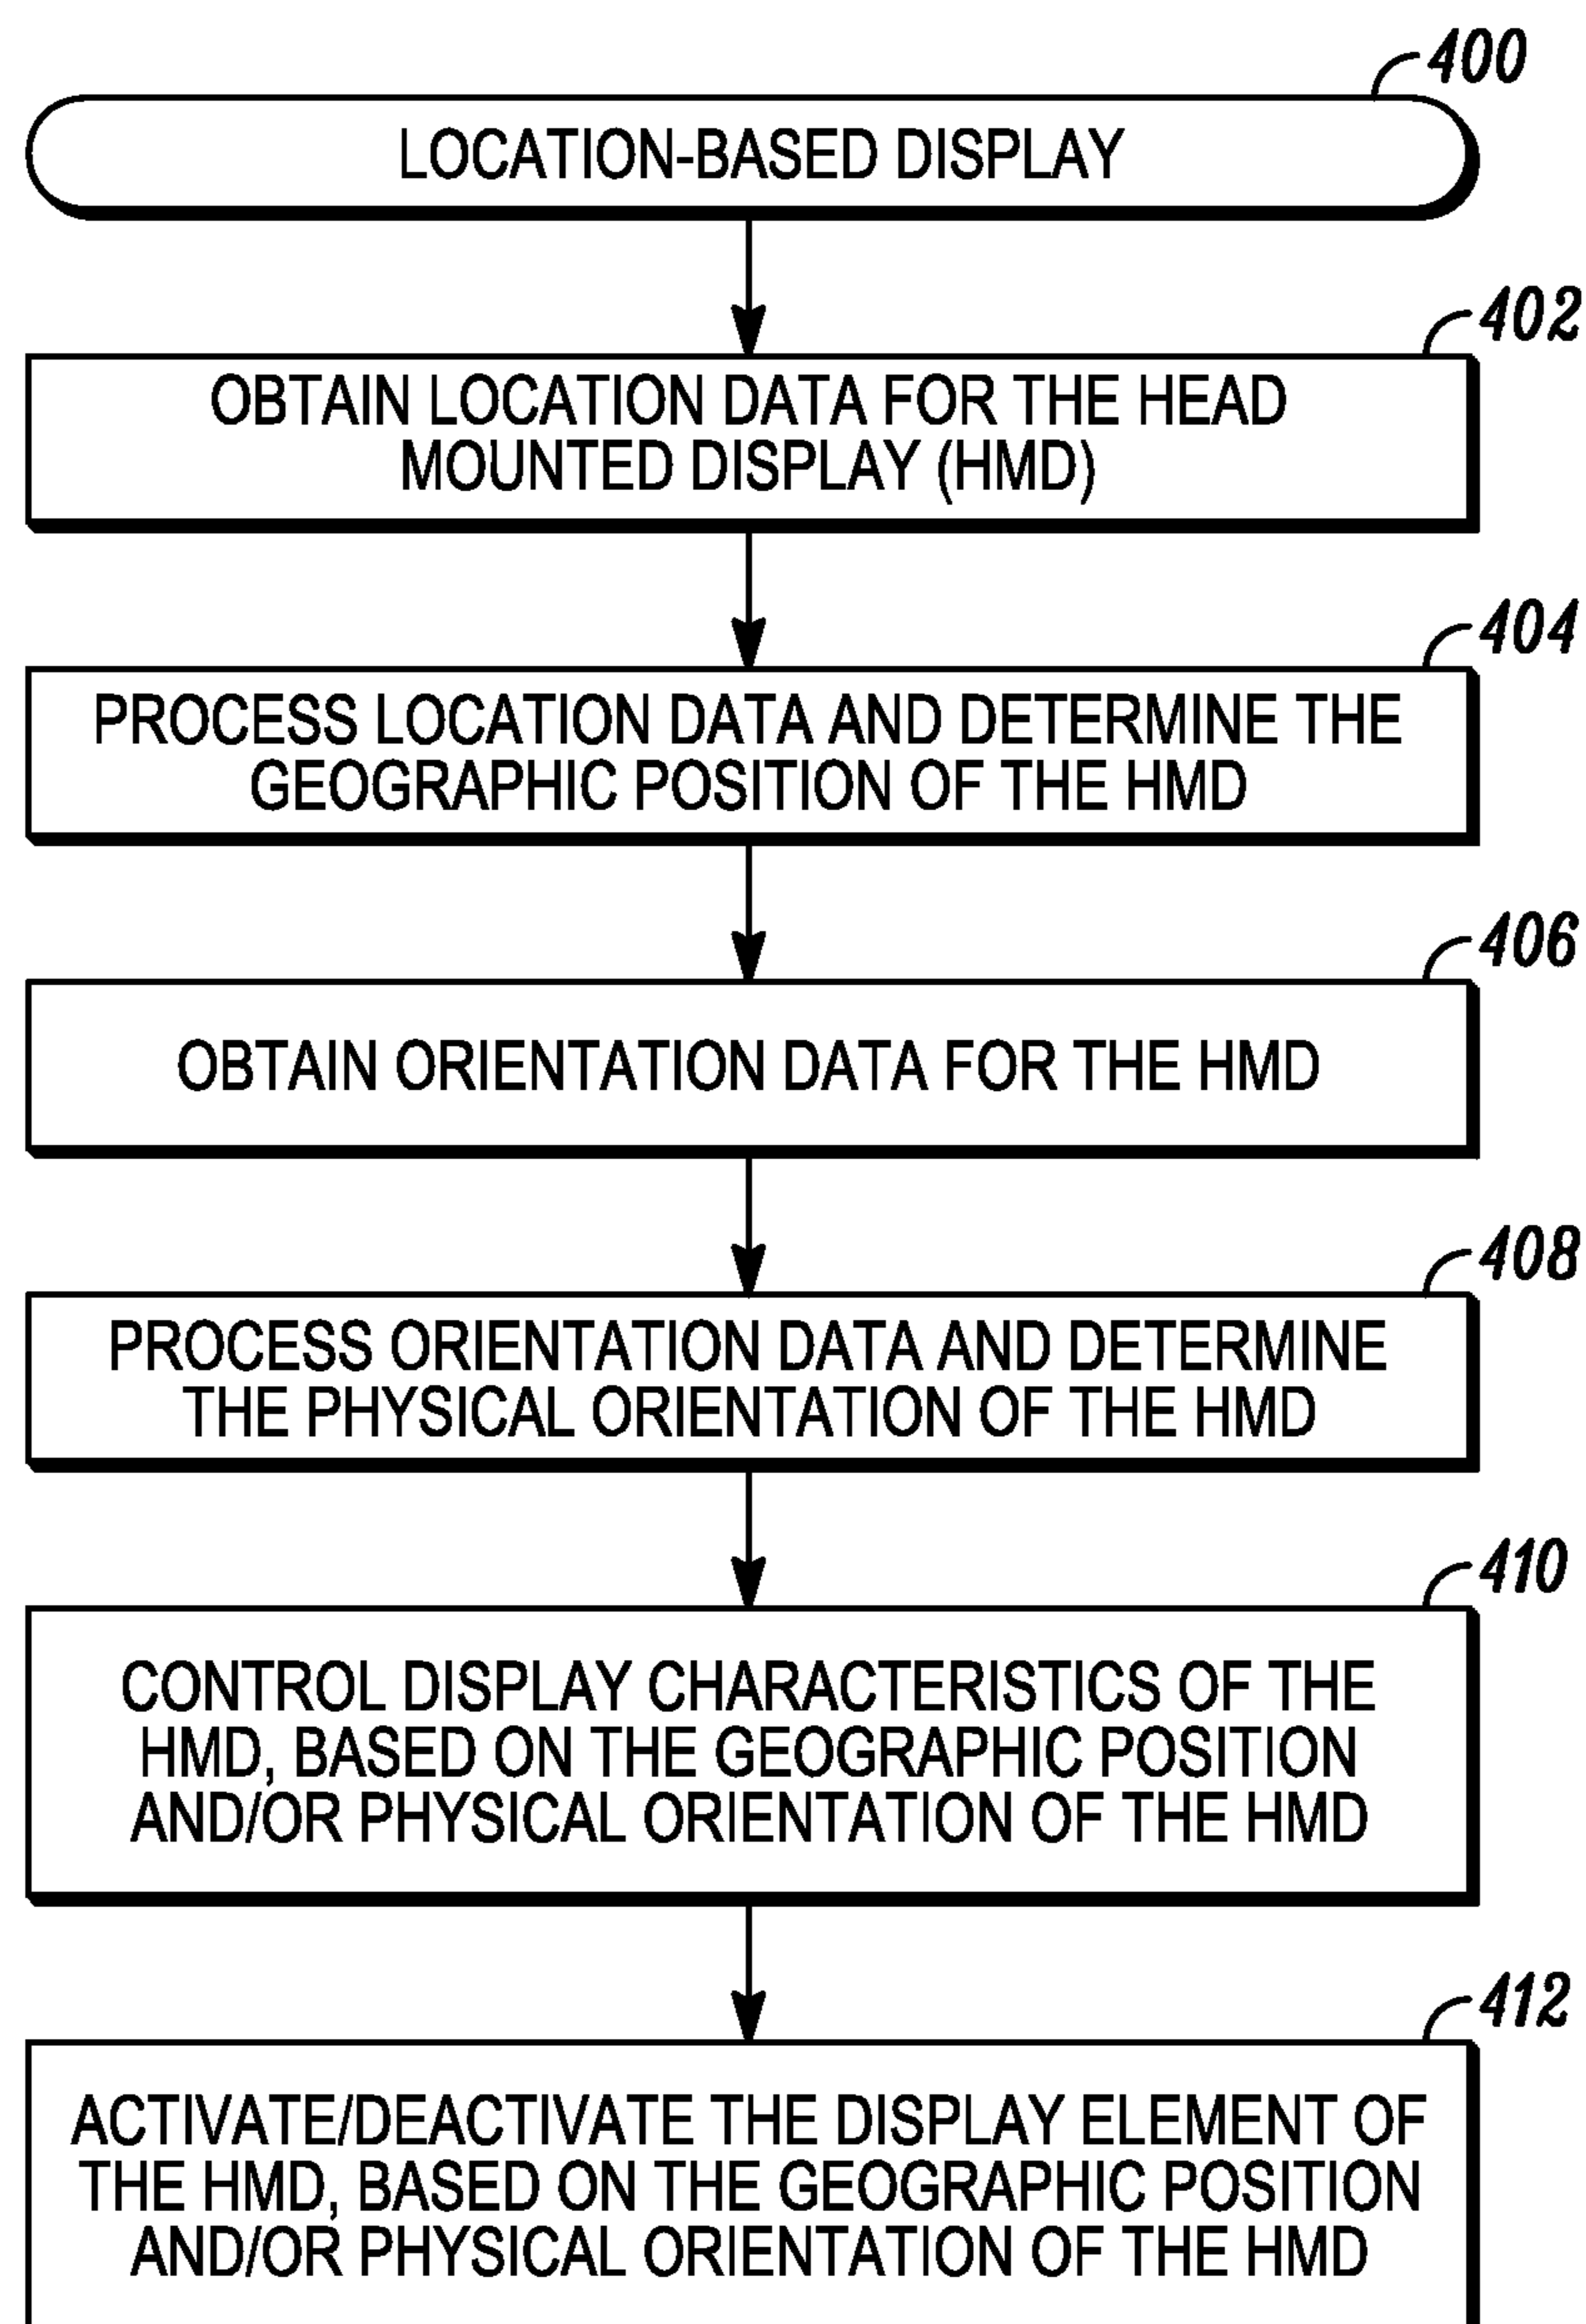 400
LOCATION-BASED DISPLAY
402
OBTAIN LOCATION DATA FOR THE HEAD
MOUNTED DISPLAY (HMD)
404
PROCESS LOCATION DATA AND DETERMINE THE
GEOGRAPHIC POSITION OF THE HMD
406
OBTAIN ORIENTATION DATA FOR THE HMD
408
PROCESS ORIENTATION DATA AND DETERMINE
THE PHYSICAL ORIENTATION OF THE HMD
410
CONTROL DISPLAY CHARACTERISTICS OF THE
HMD, BASED ON THE GEOGRAPHIC POSITION
AND/OR PHYSICAL ORIENTATION OF THE HMD
412
ACTIVATE/DEACTIVATE THE DISPLAY ELEMENT OF
THE HMD, BASED ON THE GEOGRAPHIC POSITION
AND/OR PHYSICAL ORIENTATION OF THE HMD